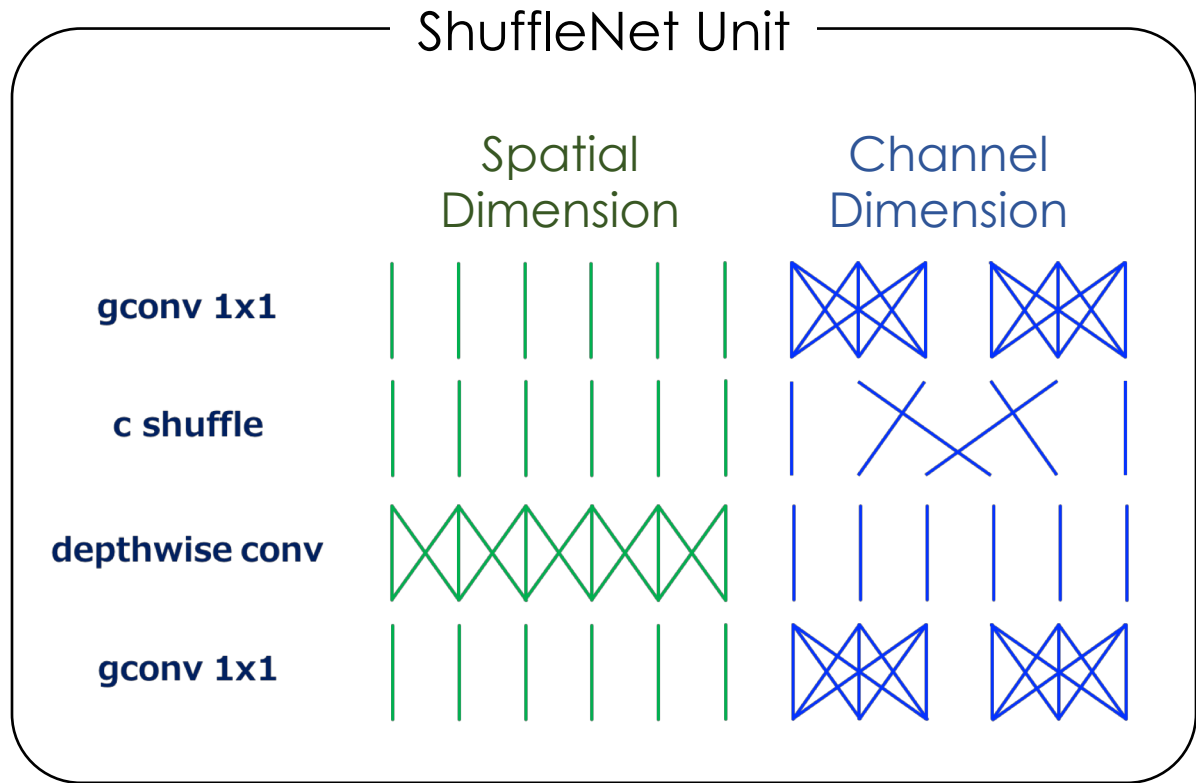 ShuffleNet Unit
Spatial
Dimension
Channel
Dimension
gconv 1x1
c shuffle
depthwise conv
gconv 1x1